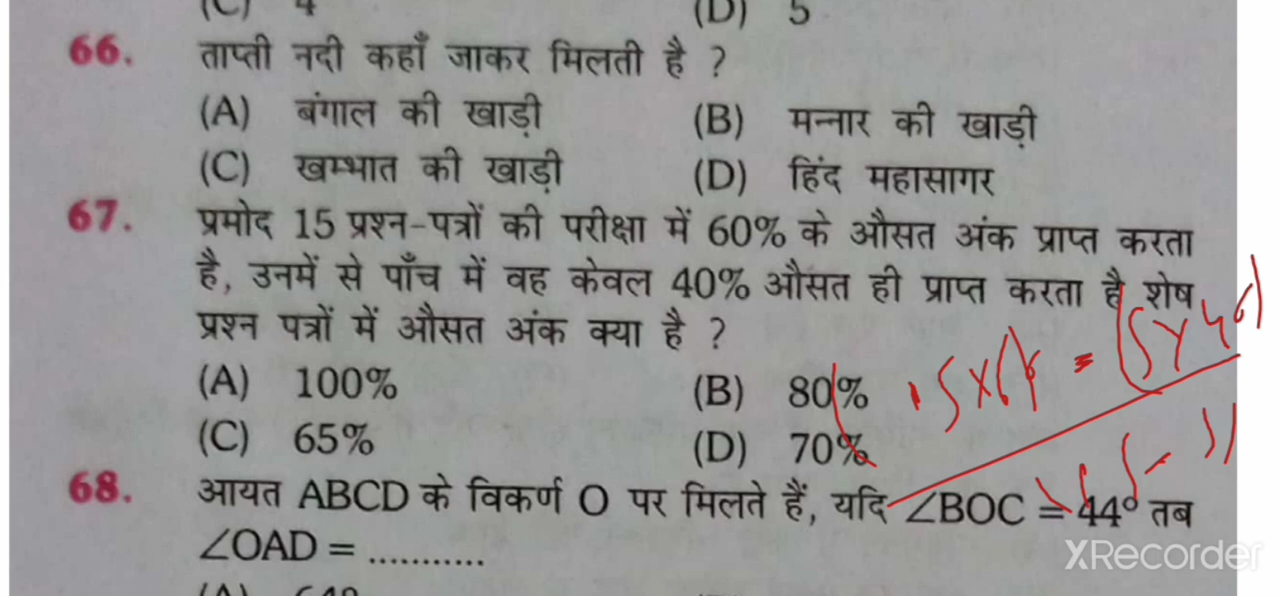 (C) 4 (D) 5
66. ताप्ती नदी कहाँ जाकर मिलती है ?
(A) बंगाल की खाड़ी (B) मन्नार की खाड़ी
(C) खम्भात की खाड़ी (D) हिंद महासागर
67. प्रमोद 15 प्रश्न-पत्रों की परीक्षा में 60% के औसत अंक प्राप्त करता
है, उनमें से पाँच में वह केवल 40% औसत ही प्राप्त करता है शेष
प्रश्न पत्रों में औसत अंक क्या है ?
(A) 100% (B) 80%
(C) 65% (D) 70%
68. आयत ABCD के विकर्ण O पर मिलते हैं, यदि ∠BOC = 44° तब
∠OAD = ...........
XRecorder